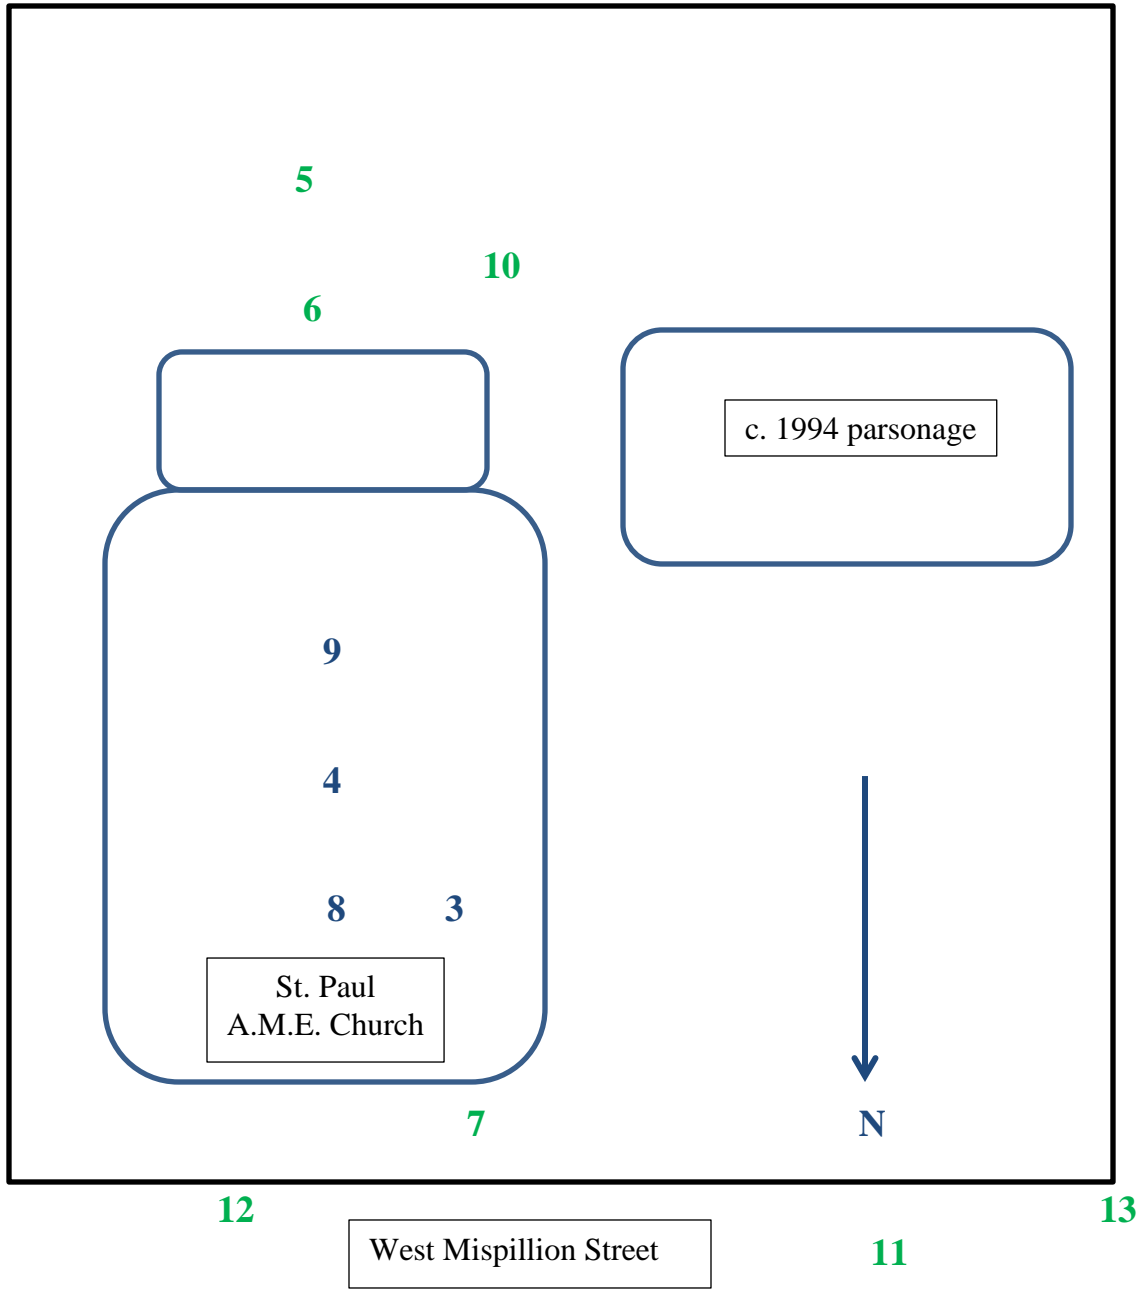 5
10
6
c. 1994 parsonage
9
4
8 3
St. Paul
A.M.E. Church
7 N
12 13
West Mispillion Street 11